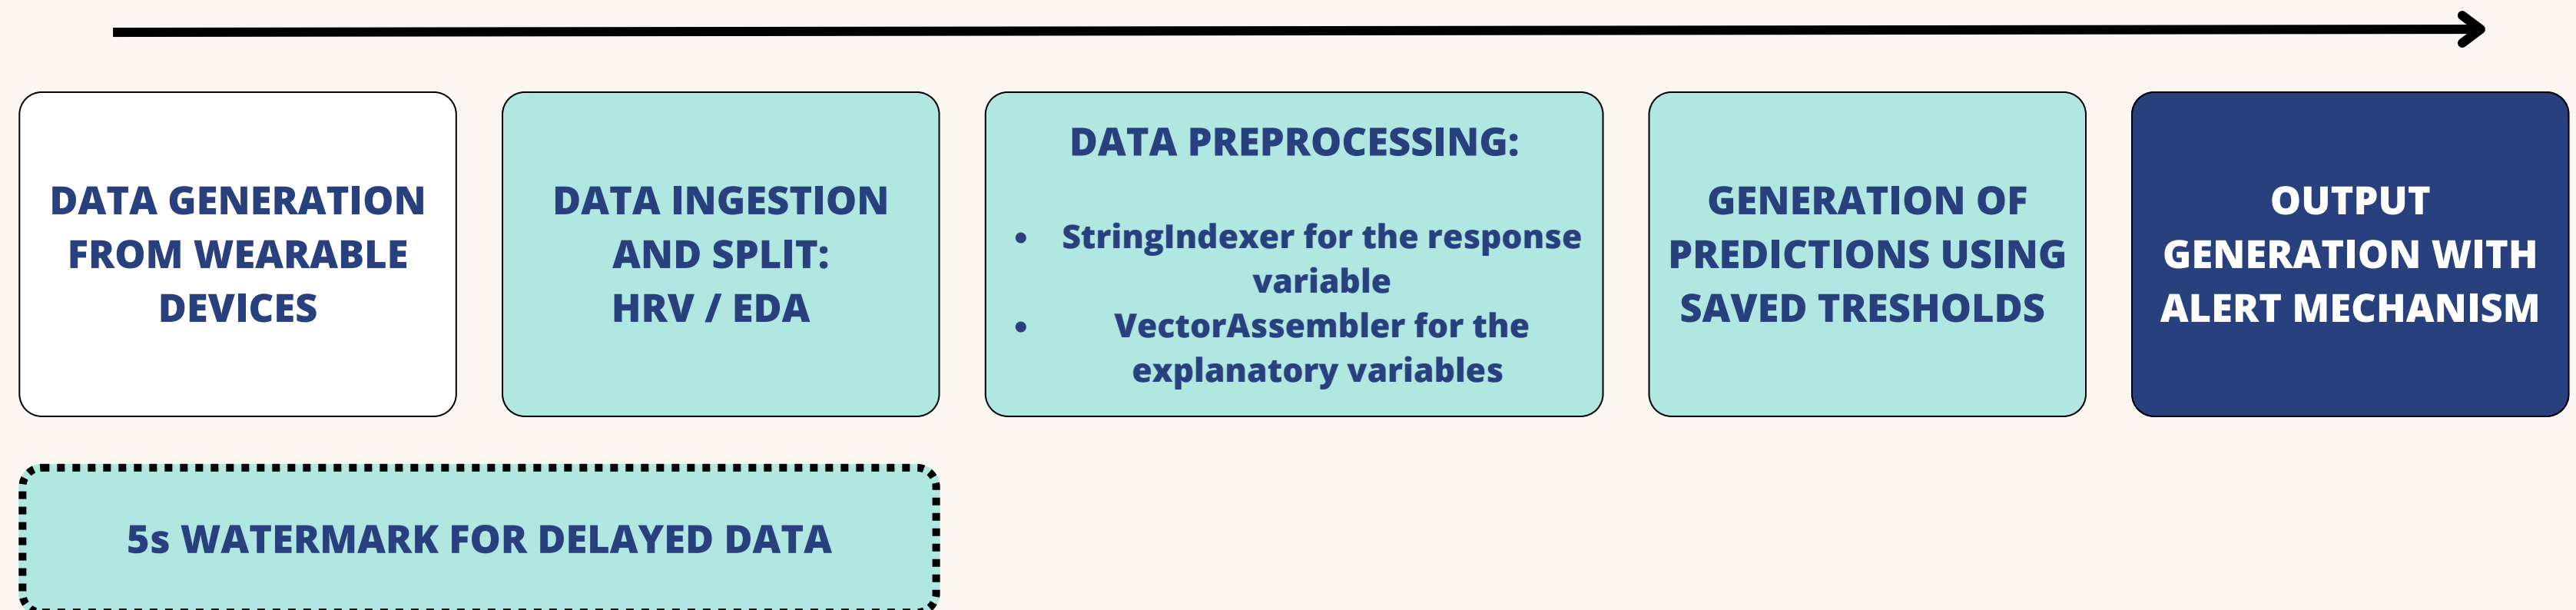 DATA GENERATION
FROM WEARABLE
DEVICES
DATA INGESTION
AND SPLIT:
HRV / EDA
DATA PREPROCESSING:
• StringIndexer for the response
variable
• VectorAssembler for the
explanatory variables
GENERATION OF
PREDICTIONS USING
SAVED TRESHOLDS
OUTPUT
GENERATION WITH
ALERT MECHANISM
5s WATERMARK FOR DELAYED DATA